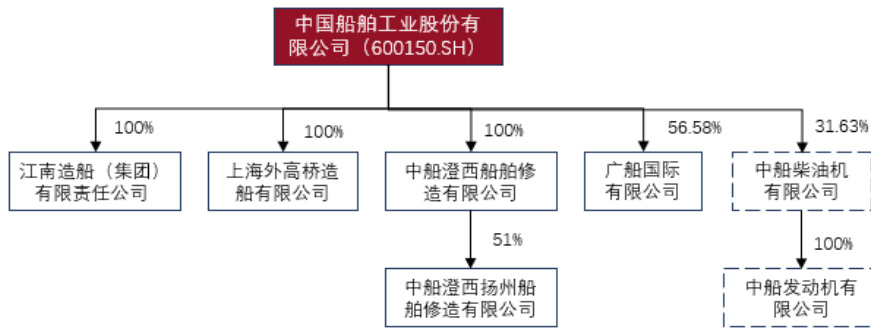 中国船舶工业股份有
限公司（600150.SH）
100%
100%
100%
56.58%
31.63%
江南造船（集团）
有限责任公司
上海外高桥造
船有限公司
中船澄西船舶修
造有限公司
广船国际
有限公司
中船柴油机
有限公司
51%
100%
中船澄西扬州船
舶修造有限公司
中船发动机有
限公司